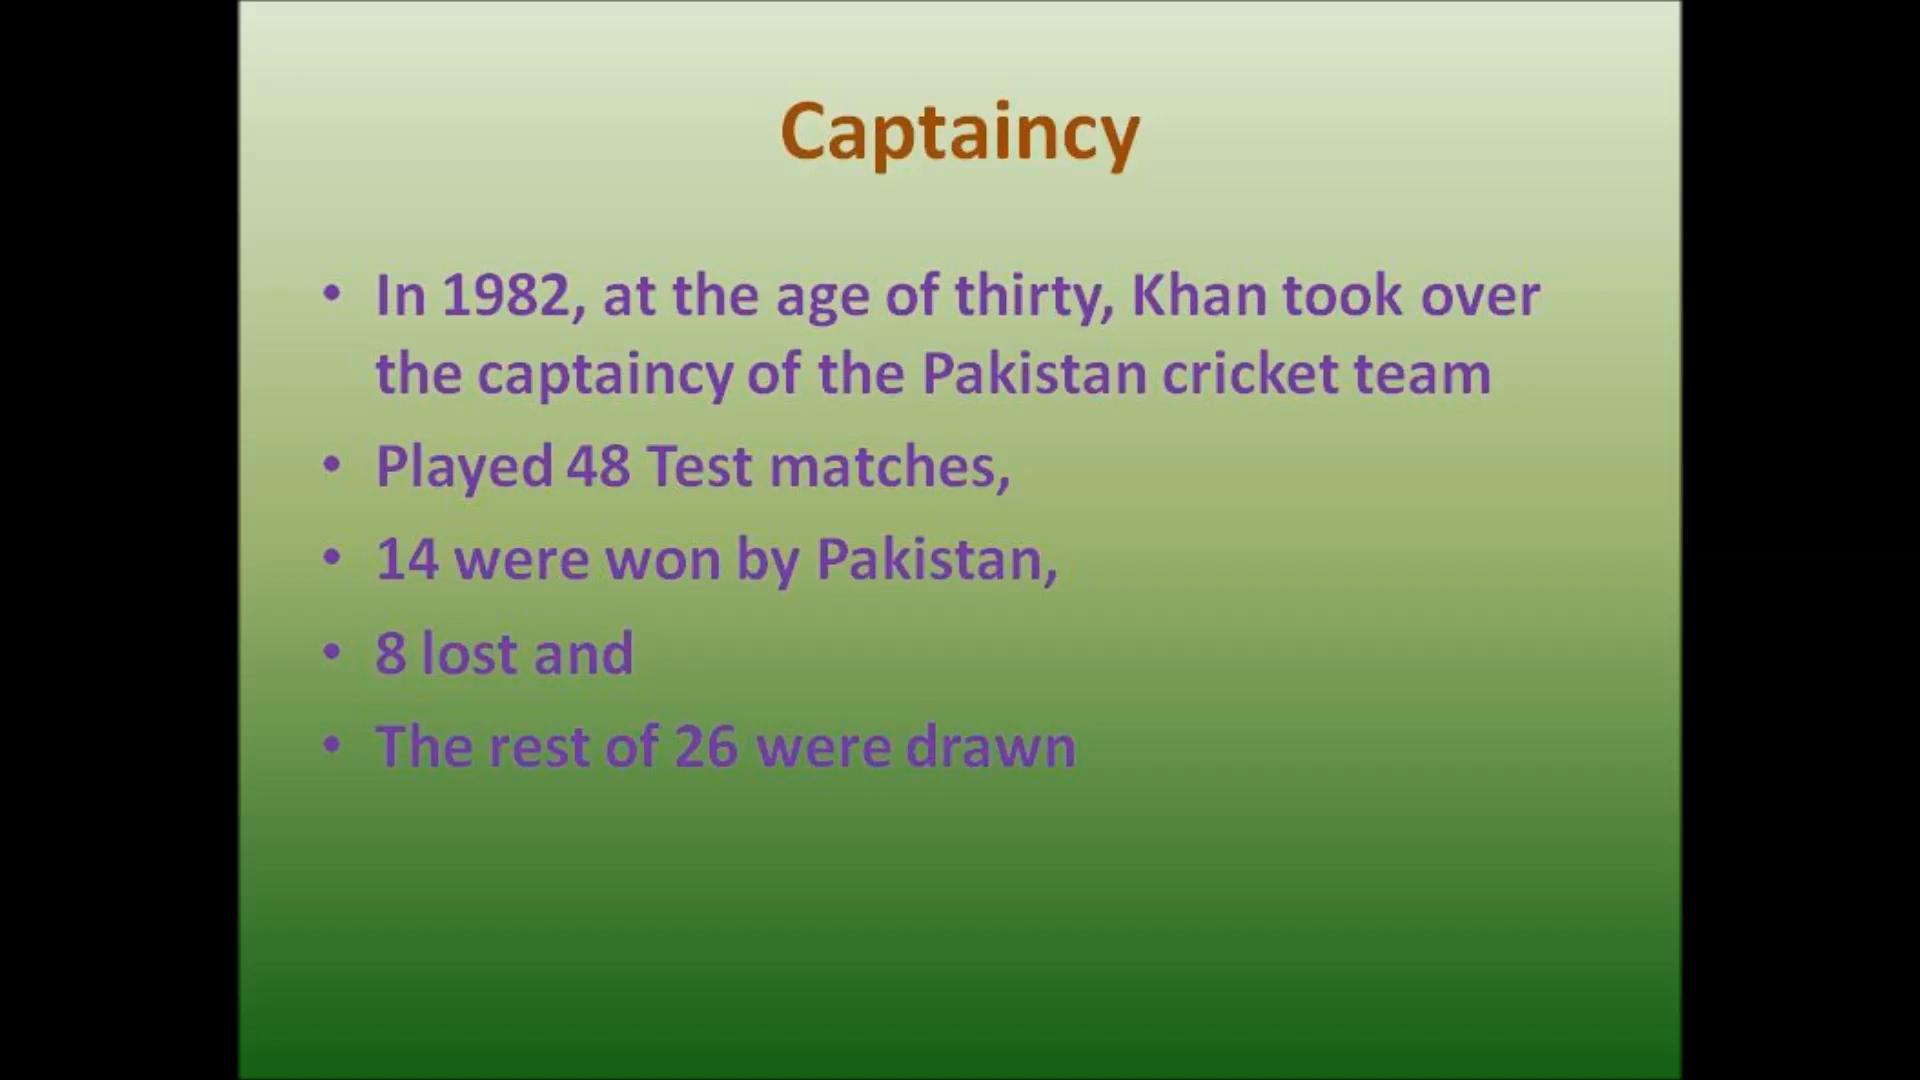 Captaincy
• In 1982, at the age of thirty, Khan took over
the captaincy of the Pakistan cricket team
• Played 48 Test matches,
• 14 were won by Pakistan,
• 8 lost and
• The rest of 26 were drawn